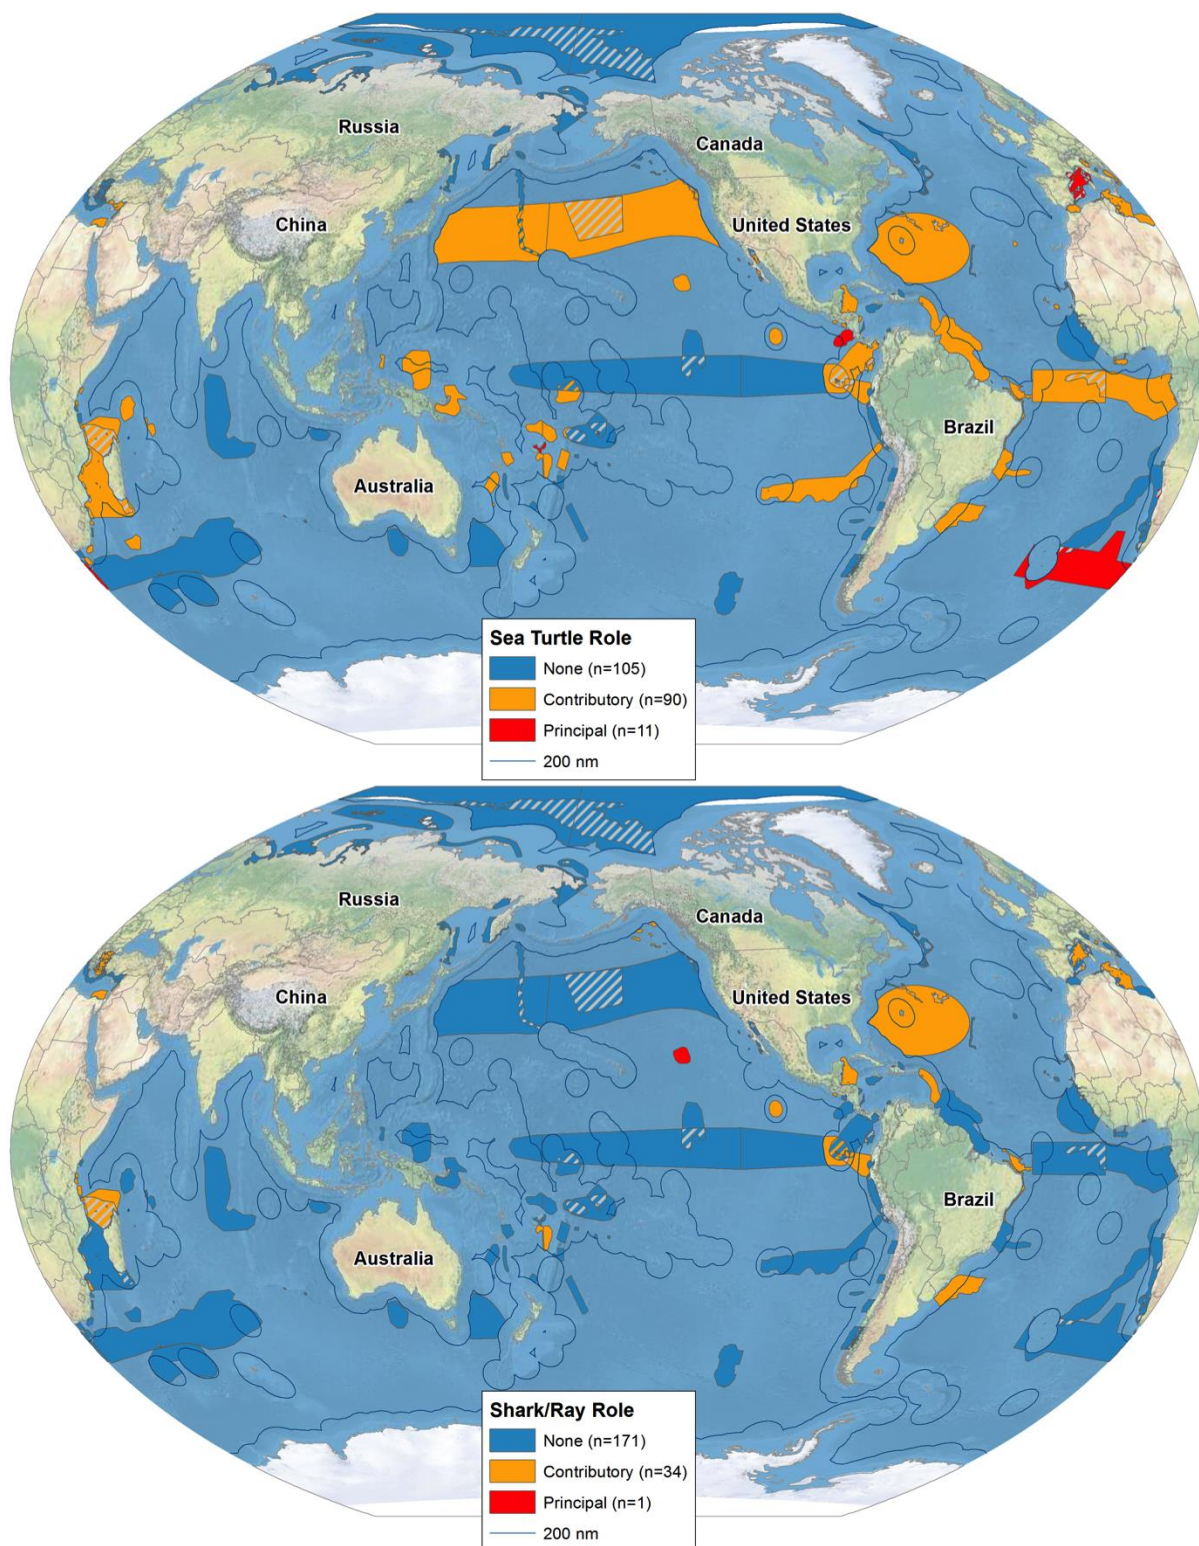 Russia
Canada
China
United States
Brazil
Australia
Sea Turtle Role
None (n=105)
Contributory (n=90)
Principal (n=11)
200 nm
Russia
Canada
China
United States
Brazil
Australia
Shark/Ray Role
None (n=171)
Contributory (n=34)
Principal (n=1)
200 nm